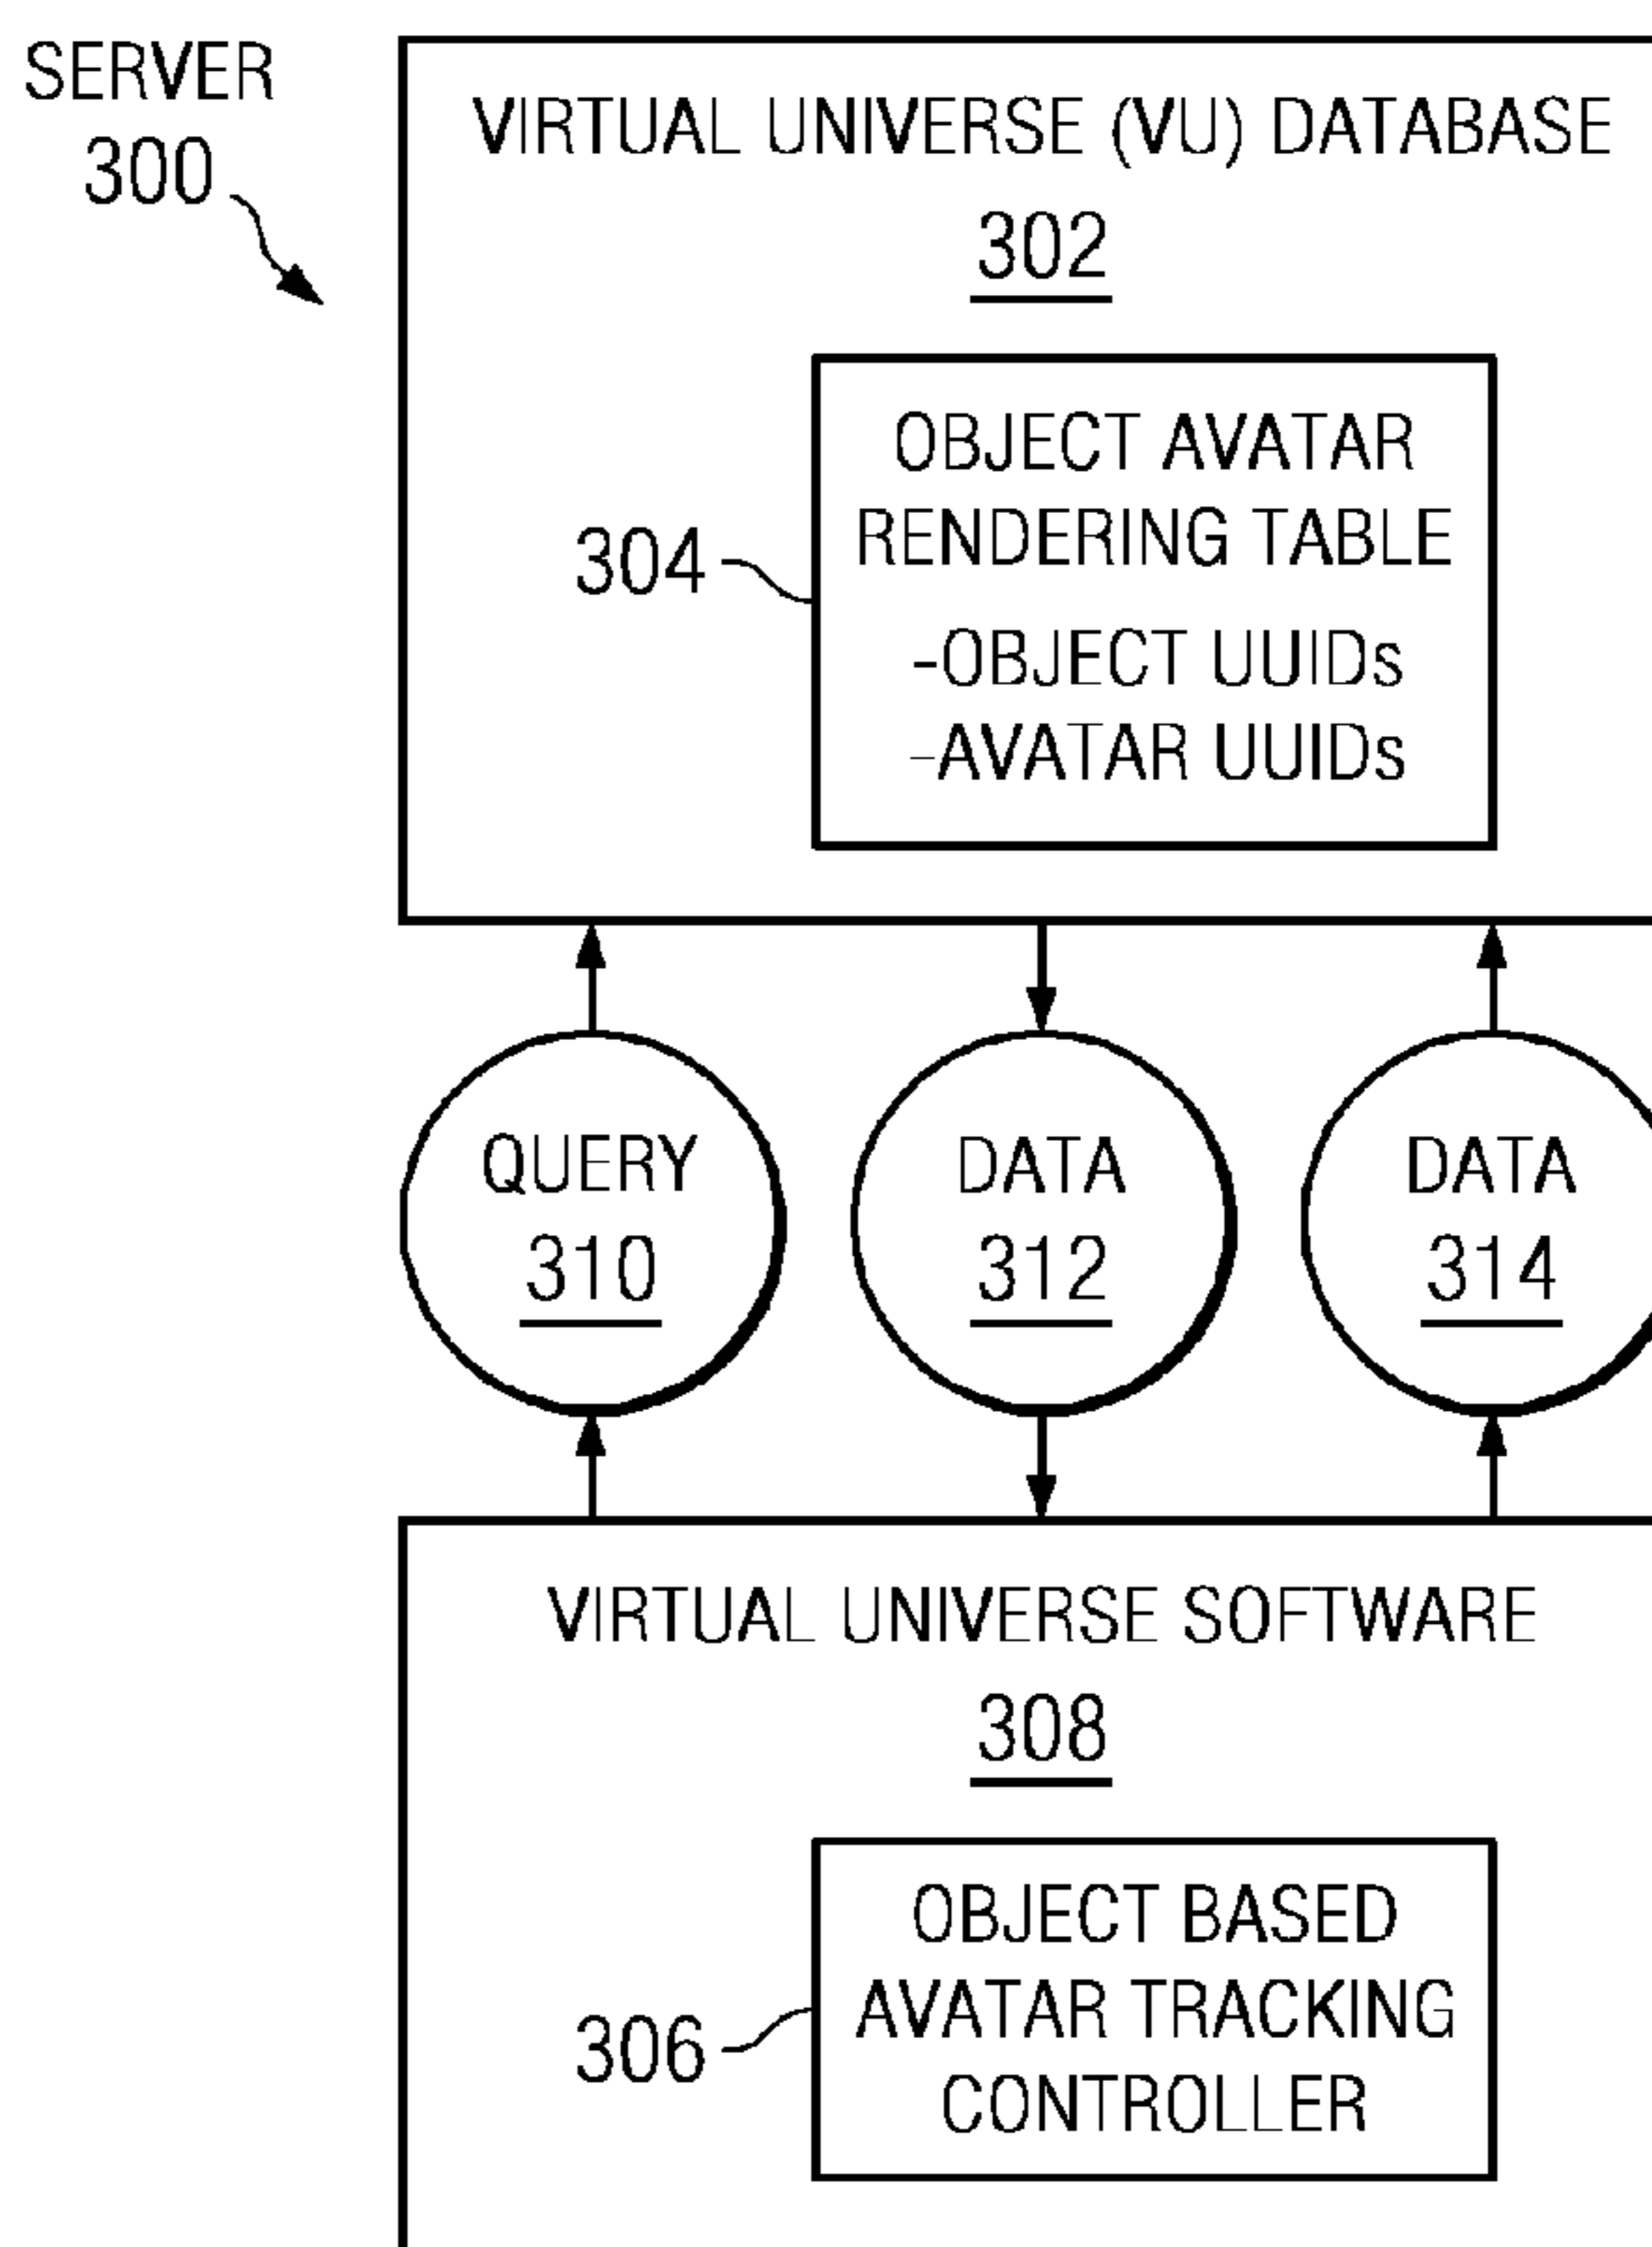 SERVER
300
VIRTUAL UNIVERSE (VU) DATABASE
302
OBJECT AVATAR
RENDERING TABLE
304
-OBJECT UUIDs
-AVATAR UUIDs
QUERY
310
DATA
312
DATA
314
VIRTUAL UNIVERSE SOFTWARE
308
OBJECT BASED
AVATAR TRACKING
306
CONTROLLER